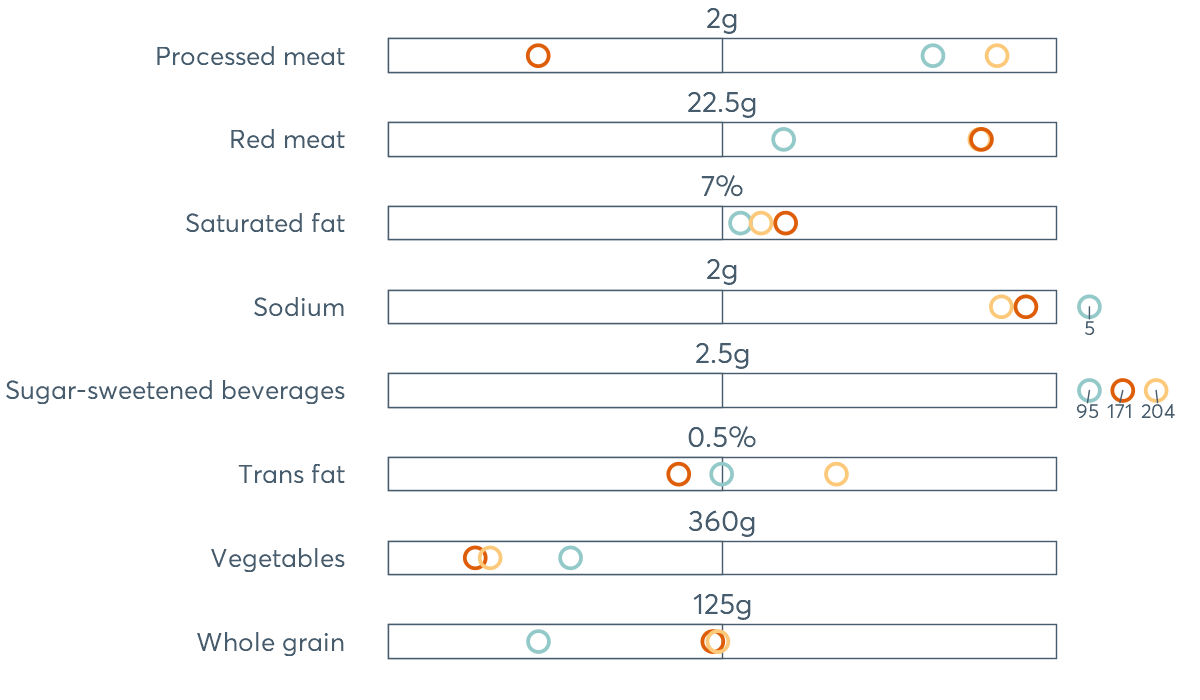 2g
Processed meat
22.5g
Red meat
7%
Saturated fat
2g
Sodium
5
2.5g
Sugar-sweetened beverages
95 171 204
0.5%
Trans fat
360g
Vegetables
125g
Whole grain